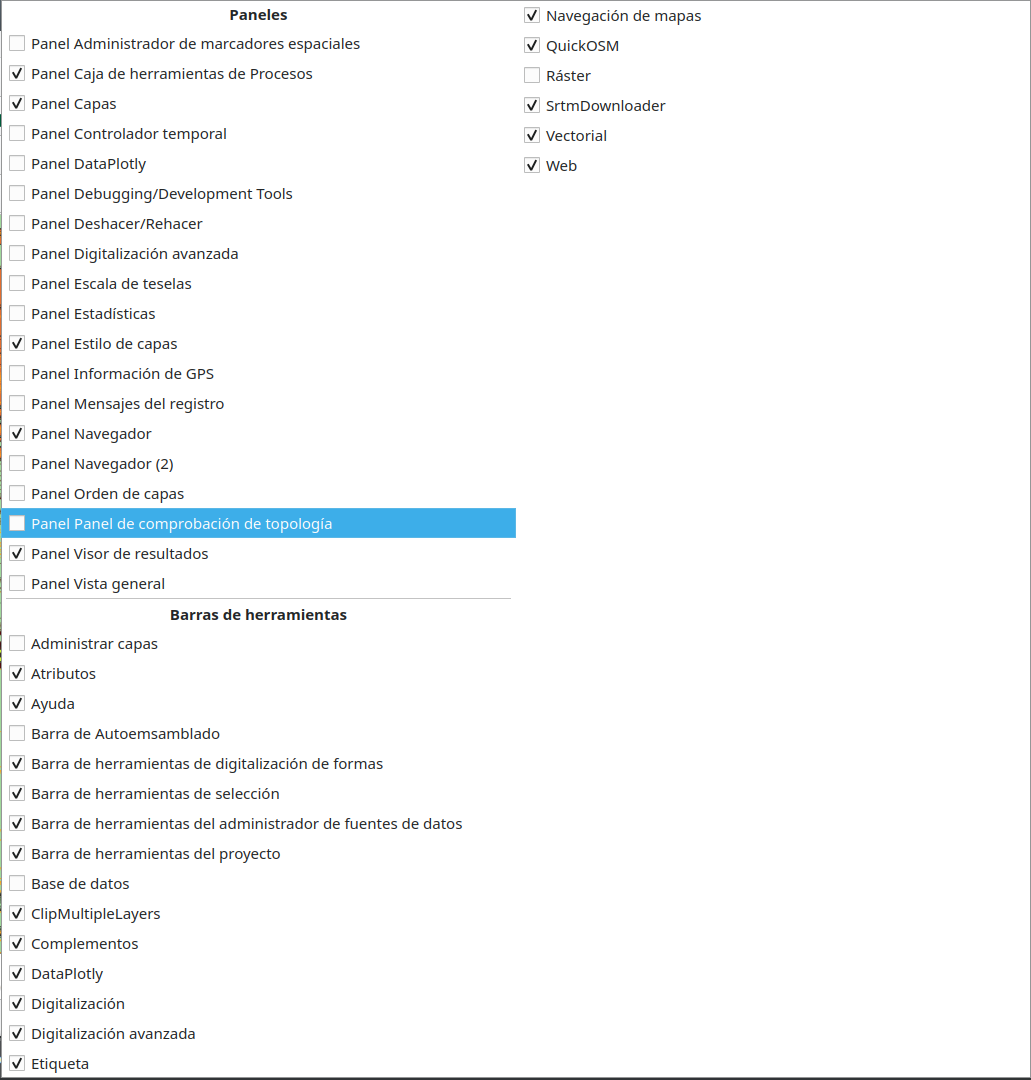 Paneles
Panel Administrador de marcadores espaciales
Panel Caja de herramientas de Procesos
Panel Capas
Panel Controlador temporal
Panel DataPlotly
Panel Debugging/Development Tools
Panel Deshacer/Rehacer
Panel Digitalización avanzada
Panel Escala de teselas
Panel Estadísticas
Panel Estilo de capas
Panel Información de GPS
Panel Mensajes del registro
Panel Navegador
Panel Navegador (2)
Panel Orden de capas
Panel Panel de comprobación de topología
Panel Visor de resultados
Panel Vista general
Barras de herramientas
Administrar capas
Atributos
Ayuda
Barra de Autoemsamblado
Barra de herramientas de digitalización de formas
Barra de herramientas de selección
Barra de herramientas del administrador de fuentes de datos
Barra de herramientas del proyecto
Base de datos
ClipMultipleLayers
Complementos
DataPlotly
Digitalización
Digitalización avanzada
Etiqueta
Navegación de mapas
QuickOSM
Ráster
SrtmDownloader
Vectorial
Web